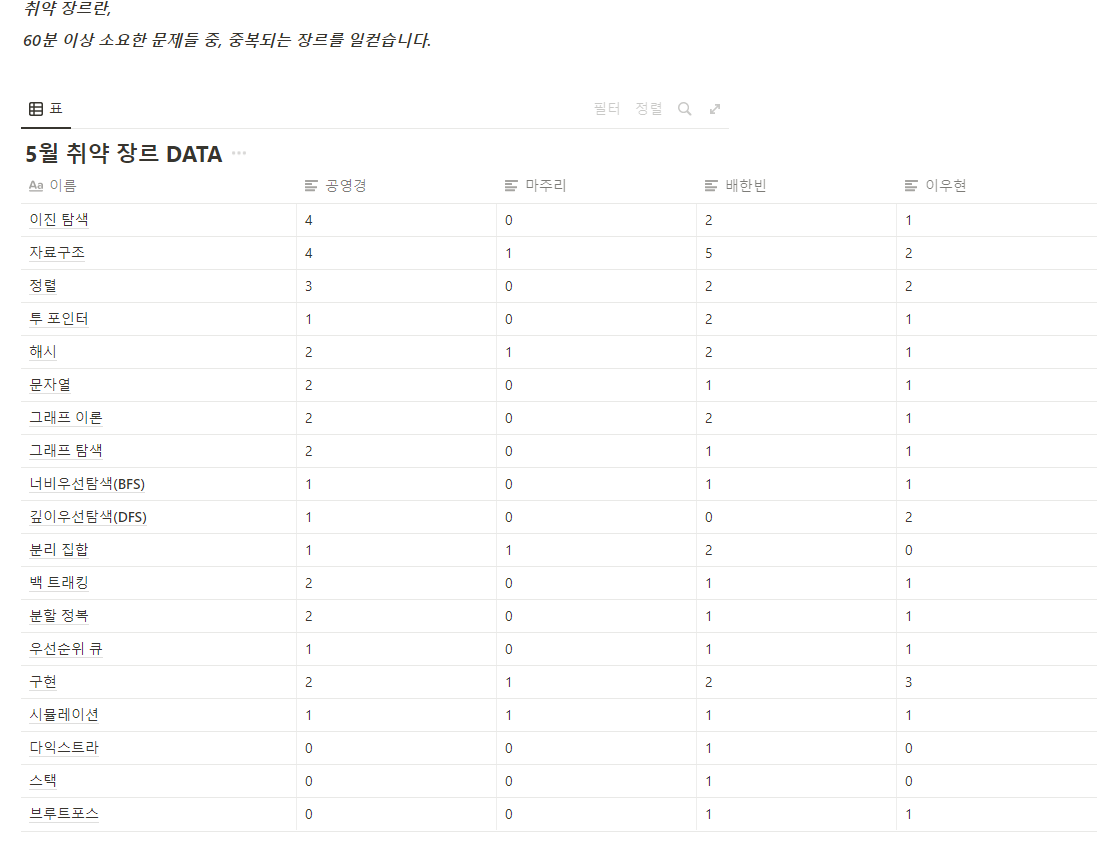 취약 장르란,
60분 이상 소요한 문제들 중, 중복되는 장르를 일컫습니다.
표 필터 정렬
5월 취약 장르 DATA ···
Aa 이름 공영경 마주리 배한빈 이우현
이진 탐색 4 0 2 1
자료구조 4 1 5 2
정렬 3 0 2 2
투 포인터 1 0 2 1
해시 2 1 2 1
문자열 2 0 1 1
그래프 이론 2 0 2 1
그래프 탐색 2 0 1 1
너비우선탐색(BFS) 1 0 1 1
깊이우선탐색(DFS) 1 0 0 2
분리 집합 1 1 2 0
백 트래킹 2 0 1 1
분할 정복 2 0 1 1
우선순위 큐 1 0 1 1
구현 2 1 2 3
시뮬레이션 1 1 1 1
다익스트라 0 0 1 0
스택 0 0 1 0
브루트포스 0 0 1 1